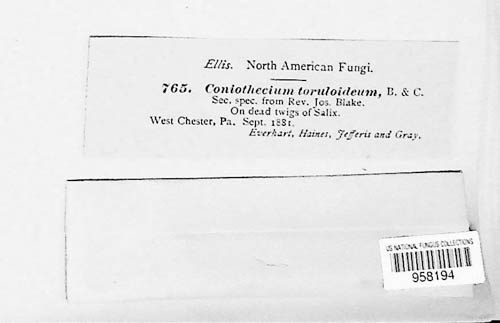 Ellis. North American Fungi.
765. Coniothecium toruloideum, B. & C.
Sec. spec. from Rev. Jos. Blake.
On dead twigs of Salix.
West Chester, Pa. Sept. 1881.
Everhart, Haines, Jefferis and Gray.
US NATIONAL FUNGUS COLLECTIONS
958194